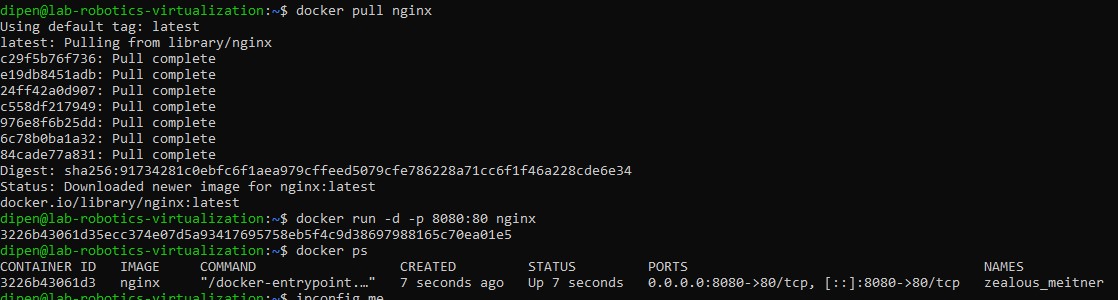 dipen@lab-robotics-virtualization:~$ docker pull nginx
Using default tag: latest
latest: Pulling from library/nginx
c29f5b76f736: Pull complete
e19db8451adb: Pull complete
24ff42a0d907: Pull complete
c558df217949: Pull complete
976e8f6b25dd: Pull complete
6c78b0ba1a32: Pull complete
84cade77a831: Pull complete
Digest: sha256:91734281c0ebfc6f1aea979cffeed5079cfe786228a71cc6f1f46a228cde6e34
Status: Downloaded newer image for nginx:latest
docker.io/library/nginx:latest
dipen@lab-robotics-virtualization:~$ docker run -d -p 8080:80 nginx
3226b43061d35ecc374e07d5a93417695758eb5f4c9d38697988165c70ea01e5
dipen@lab-robotics-virtualization:~$ docker ps
CONTAINER ID IMAGE COMMAND CREATED STATUS PORTS NAMES
3226b43061d3 nginx "/docker-entrypoint.…" 7 seconds ago Up 7 seconds 0.0.0.0:8080->80/tcp, [::]:8080->80/tcp zealous_meitner
dipen@lab-robotics-virtualization:~$